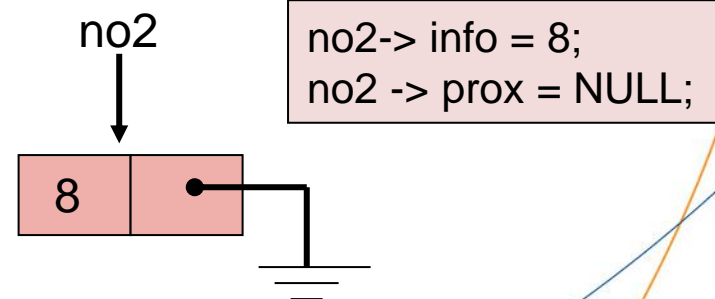 no2
no2-> info = 8;
no2 -> prox = NULL;
8